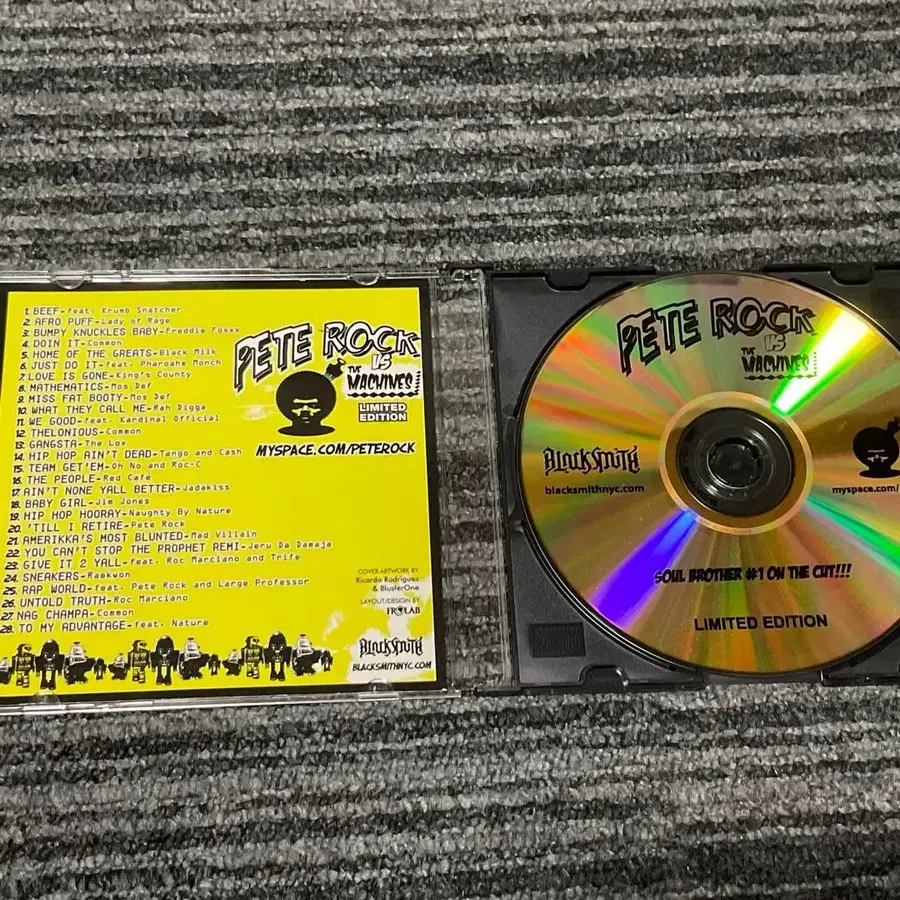 1. BEEF-feat. Krumb Snatcher
2. AFRO PUFF-Lady of Rage
3. BUMPY KNUCKLES BABY-Freddie Foxxx
4. DOIN IT-Common
5. HOME OF THE GREATS-Black Milk
6. JUST DO IT-feat. Pharoahe Monch
7. LOVE IS GONE-King's County
8. MATHEMATICS-Mos Def
9. MISS FAT BOOTY-Mos Def
10. WHAT THEY CALL ME-Rah Digga
11. WE GOOD-feat. Kardinal Official
12. THELONIOUS-Common
13. GANGSTA-The Lox
14. HIP HOP AIN'T DEAD-Tango and Cash
15. TEAM GET'EM-Oh No and Roc-C
16. THE PEOPLE-Red Cafe
17. AIN'T NONE YALL BETTER-Jadakiss
18. BABY GIRL-Jim Jones
19. HIP HOP HOORAY-Naughty By Nature
20. 'TILL I RETIRE-Pete Rock
21. AMERIKKA'S MOST BLUNTED-Mad Villain
22. YOU CAN'T STOP THE PROPHET REMI-Jeru Da Damaja
23. GIVE IT 2 YALL-feat. Roc Marciano and Trife
24. SNEAKERS-Raekwon
25. RAP WORLD-feat. Pete Rock and Large Professor
26. UNTOLD TRUTH-Roc Marciano
27. NAG CHAMPA-Common
28. TO MY ADVANTAGE-feat. Nature
PETE ROCK
VS
THE
MACHINES
LIMITED
EDITION
MYSPACE.COM/PETEROCK
COVER ARTWORK BY
Ricardo Rodriguez
& BlusterOne
LAYOUT/DESIGN BY
FROLAB
BLACKSMITH
BLACKSMITHNYC.COM
PETE ROCK
VS
THE
MACHINES
BLACKSMITH
blacksmithnyc.com
myspace.com/
SOUL BROTHER #1 ON THE CUT!!!
LIMITED EDITION